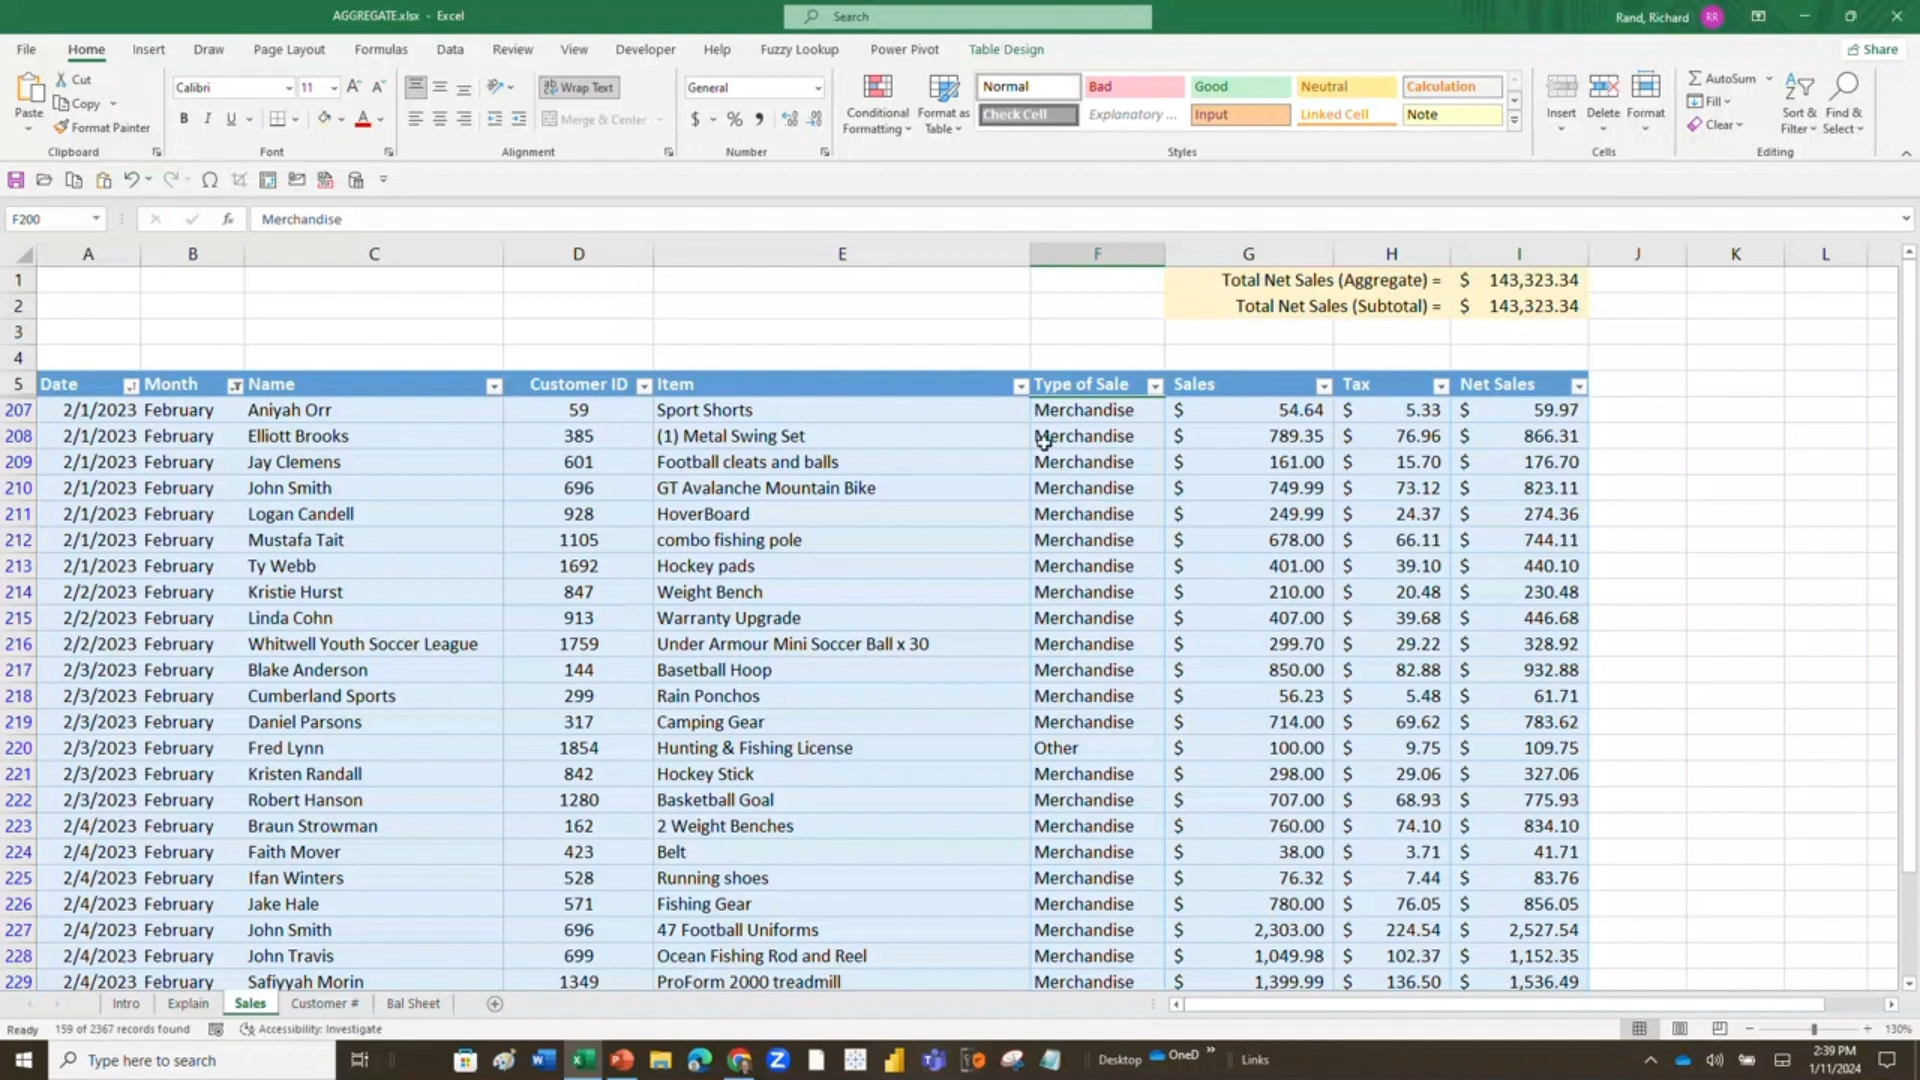 AGGREGATE.xlsx - Excel
Search
Rand, Richard RR
File Home Insert Draw Page Layout Formulas Data Review View Developer Help Fuzzy Lookup Power Pivot Table Design Share
Paste Cut Copy Format Painter Clipboard
Calibri 11 A A B I U A Font
ab Wrap Text Merge & Center Alignment
General $ % 9 Number
Conditional Formatting Format as Table
Normal Bad Good Neutral Calculation
Check Cell Explanatory ... Input Linked Cell Note
Styles
Insert Delete Format Cells
AutoSum Fill Clear Sort & Filter Find & Select Editing
F200 fx Merchandise
A B C D E F G H I J K L
1 Total Net Sales (Aggregate) = $ 143,323.34
2 Total Net Sales (Subtotal) = $ 143,323.34
3
4
5 Date Month Name Customer ID Item Type of Sale Sales Tax Net Sales
207 2/1/2023 February Aniyah Orr 59 Sport Shorts Merchandise $ 54.64 $ 5.33 $ 59.97
208 2/1/2023 February Elliott Brooks 385 (1) Metal Swing Set Merchandise $ 789.35 $ 76.96 $ 866.31
209 2/1/2023 February Jay Clemens 601 Football cleats and balls Merchandise $ 161.00 $ 15.70 $ 176.70
210 2/1/2023 February John Smith 696 GT Avalanche Mountain Bike Merchandise $ 749.99 $ 73.12 $ 823.11
211 2/1/2023 February Logan Candell 928 HoverBoard Merchandise $ 249.99 $ 24.37 $ 274.36
212 2/1/2023 February Mustafa Tait 1105 combo fishing pole Merchandise $ 678.00 $ 66.11 $ 744.11
213 2/1/2023 February Ty Webb 1692 Hockey pads Merchandise $ 401.00 $ 39.10 $ 440.10
214 2/2/2023 February Kristie Hurst 847 Weight Bench Merchandise $ 210.00 $ 20.48 $ 230.48
215 2/2/2023 February Linda Cohn 913 Warranty Upgrade Merchandise $ 407.00 $ 39.68 $ 446.68
216 2/2/2023 February Whitwell Youth Soccer League 1759 Under Armour Mini Soccer Ball x 30 Merchandise $ 299.70 $ 29.22 $ 328.92
217 2/3/2023 February Blake Anderson 144 Basetball Hoop Merchandise $ 850.00 $ 82.88 $ 932.88
218 2/3/2023 February Cumberland Sports 299 Rain Ponchos Merchandise $ 56.23 $ 5.48 $ 61.71
219 2/3/2023 February Daniel Parsons 317 Camping Gear Merchandise $ 714.00 $ 69.62 $ 783.62
220 2/3/2023 February Fred Lynn 1854 Hunting & Fishing License Other $ 100.00 $ 9.75 $ 109.75
221 2/3/2023 February Kristen Randall 842 Hockey Stick Merchandise $ 298.00 $ 29.06 $ 327.06
222 2/3/2023 February Robert Hanson 1280 Basketball Goal Merchandise $ 707.00 $ 68.93 $ 775.93
223 2/4/2023 February Braun Strowman 162 2 Weight Benches Merchandise $ 760.00 $ 74.10 $ 834.10
224 2/4/2023 February Faith Mover 423 Belt Merchandise $ 38.00 $ 3.71 $ 41.71
225 2/4/2023 February Ifan Winters 528 Running shoes Merchandise $ 76.32 $ 7.44 $ 83.76
226 2/4/2023 February Jake Hale 571 Fishing Gear Merchandise $ 780.00 $ 76.05 $ 856.05
227 2/4/2023 February John Smith 696 47 Football Uniforms Merchandise $ 2,303.00 $ 224.54 $ 2,527.54
228 2/4/2023 February John Travis 699 Ocean Fishing Rod and Reel Merchandise $ 1,049.98 $ 102.37 $ 1,152.35
229 2/4/2023 February Safiyyah Morin 1349 ProForm 2000 treadmill Merchandise $ 1,399.99 $ 136.50 $ 1,536.49
Intro Explain Sales Customer # Bal Sheet
Ready 159 of 2367 records found Accessibility: Investigate 130%
Type here to search Desktop OneD Links 2:39 PM
1/11/2024